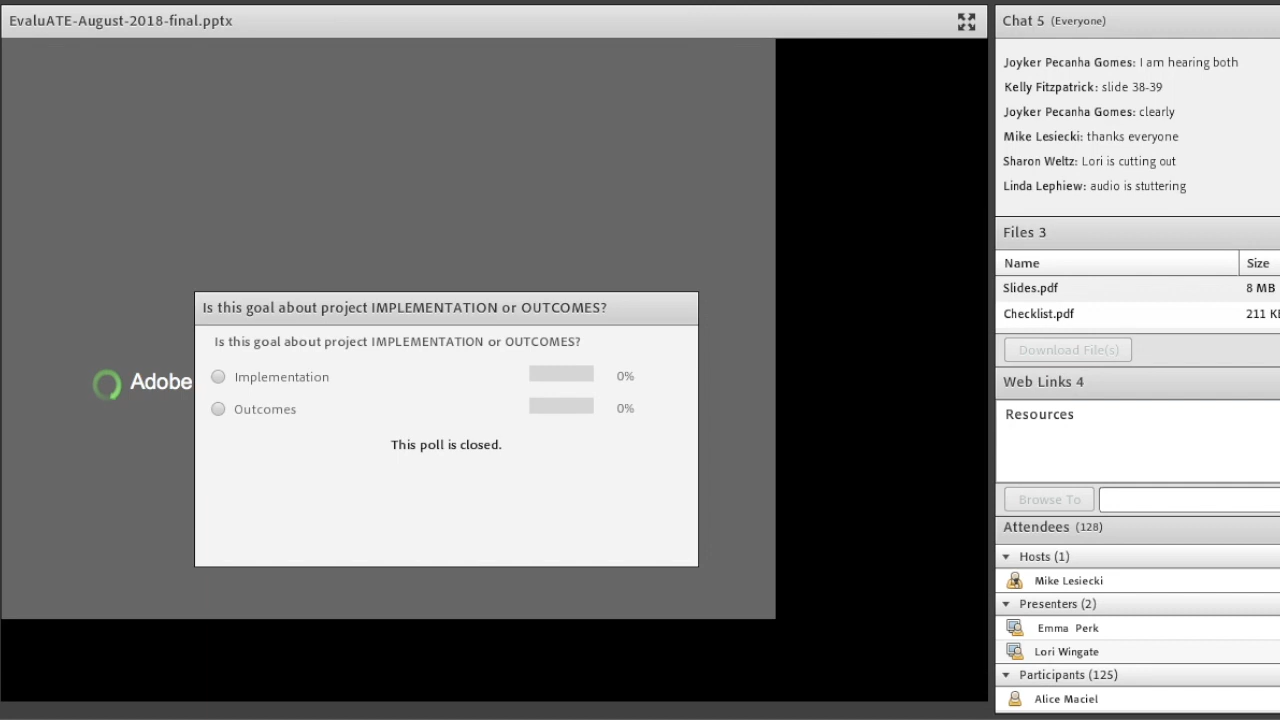 EvaluATE-August-2018-final.pptx
Adobe
Is this goal about project IMPLEMENTATION or OUTCOMES?
Is this goal about project IMPLEMENTATION or OUTCOMES?
Implementation 0%
Outcomes 0%
This poll is closed.
Chat 5 (Everyone)
Joyker Pecanha Gomes: I am hearing both
Kelly Fitzpatrick: slide 38-39
Joyker Pecanha Gomes: clearly
Mike Lesiecki: thanks everyone
Sharon Weltz: Lori is cutting out
Linda Lephiew: audio is stuttering
Files 3
Name Size
Slides.pdf 8 MB
Checklist.pdf 211 KB
Download File(s)
Web Links 4
Resources
Browse To
Attendees (128)
Hosts (1)
Mike Lesiecki
Presenters (2)
Emma Perk
Lori Wingate
Participants (125)
Alice Maciel